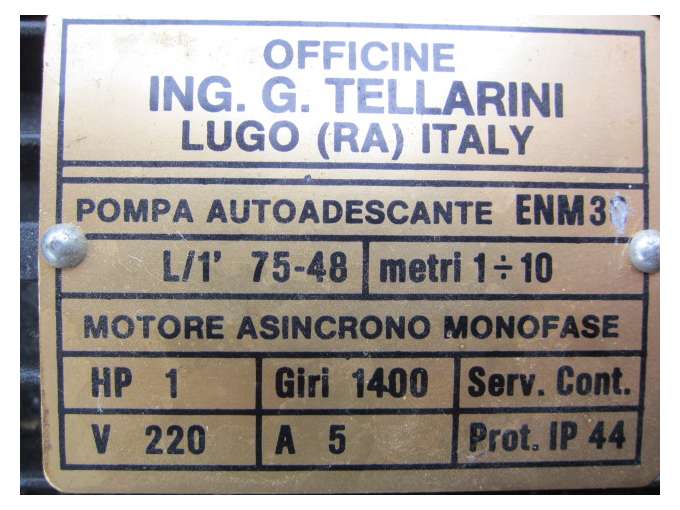 OFFICINE
ING. G. TELLARINI
LUGO (RA) ITALY
POMPA AUTOADESCANTE
L/1' 75-48 metri 1÷10
MOTORE ASINCRONO MONOFASE
HP 1 Giri 1400 Serv. Cont.
V 220 A 5 Prot. IP 44